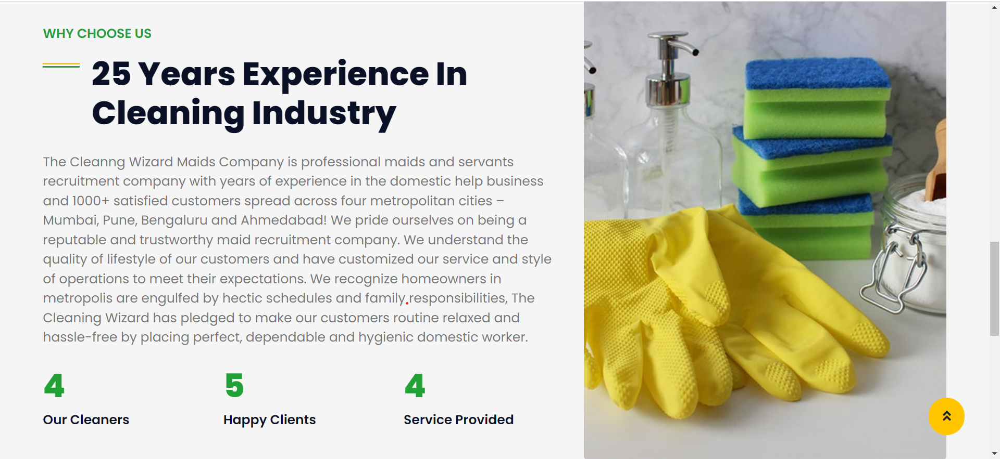 WHY CHOOSE US
25 Years Experience In
Cleaning Industry
The Cleanng Wizard Maids Company is professional maids and servants
recruitment company with years of experience in the domestic help business
and 1000+ satisfied customers spread across four metropolitan cities –
Mumbai, Pune, Bengaluru and Ahmedabad! We pride ourselves on being a
reputable and trustworthy maid recruitment company. We understand the
quality of lifestyle of our customers and have customized our service and style
of operations to meet their expectations. We recognize homeowners in
metropolis are engulfed by hectic schedules and family responsibilities, The
Cleaning Wizard has pledged to make our customers routine relaxed and
hassle-free by placing perfect, dependable and hygienic domestic worker.
4 5 4
Our Cleaners Happy Clients Service Provided